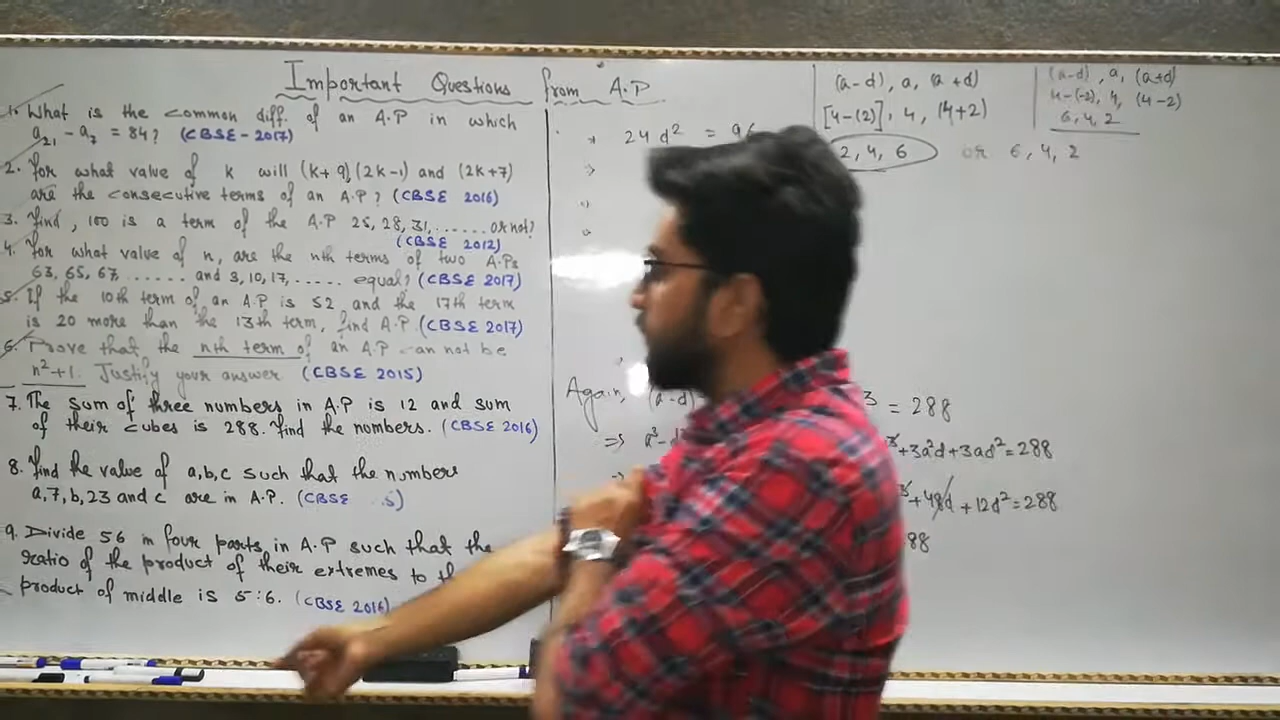 Important Questions from A.P
1. What is the common diff. of an A.P in which
a₂₁ - a₇ = 84? (CBSE-2017)
2. For what value of k will (k+9),(2k-1) and (2k+7)
are the consecutive terms of an A.P? (CBSE 2016)
3. Find, 100 is a term of the A.P 25, 28, 31, ...... or not?
(CBSE 2012)
4. For what value of n, are the nth terms of two A.Ps
63, 65, 67, ...... and 3, 10, 17, ..... equal? (CBSE 2017)
5. If the 10th term of an A.P is 52 and the 17th term
is 20 more than the 13th term, find A.P. (CBSE 2017)
6. Prove that the nth term of an A.P can not be
n²+1. Justify your answer (CBSE 2015)
7. The sum of three numbers in A.P is 12 and sum
of their cubes is 288. Find the numbers. (CBSE 2016)
8. Find the value of a,b,c such that the numbers
a,7,b,23 and c are in A.P. (CBSE 5)
9. Divide 56 in four parts in A.P such that the
ratio of the product of their extremes to
product of middle is 5:6. (CBSE 2016)
24d² = 96
Again, (a-d)
³ = 288
⇒ a³-d
³+3a²d+3ad²=288
³+48d+12d²=288
88
(a-d), a, (a+d)
[4-(2)], 4, (4+2)
2, 4, 6 or 6, 4, 2
(a-d), a, (a+d)
4-(-2), 4, (4-2)
6, 4, 2